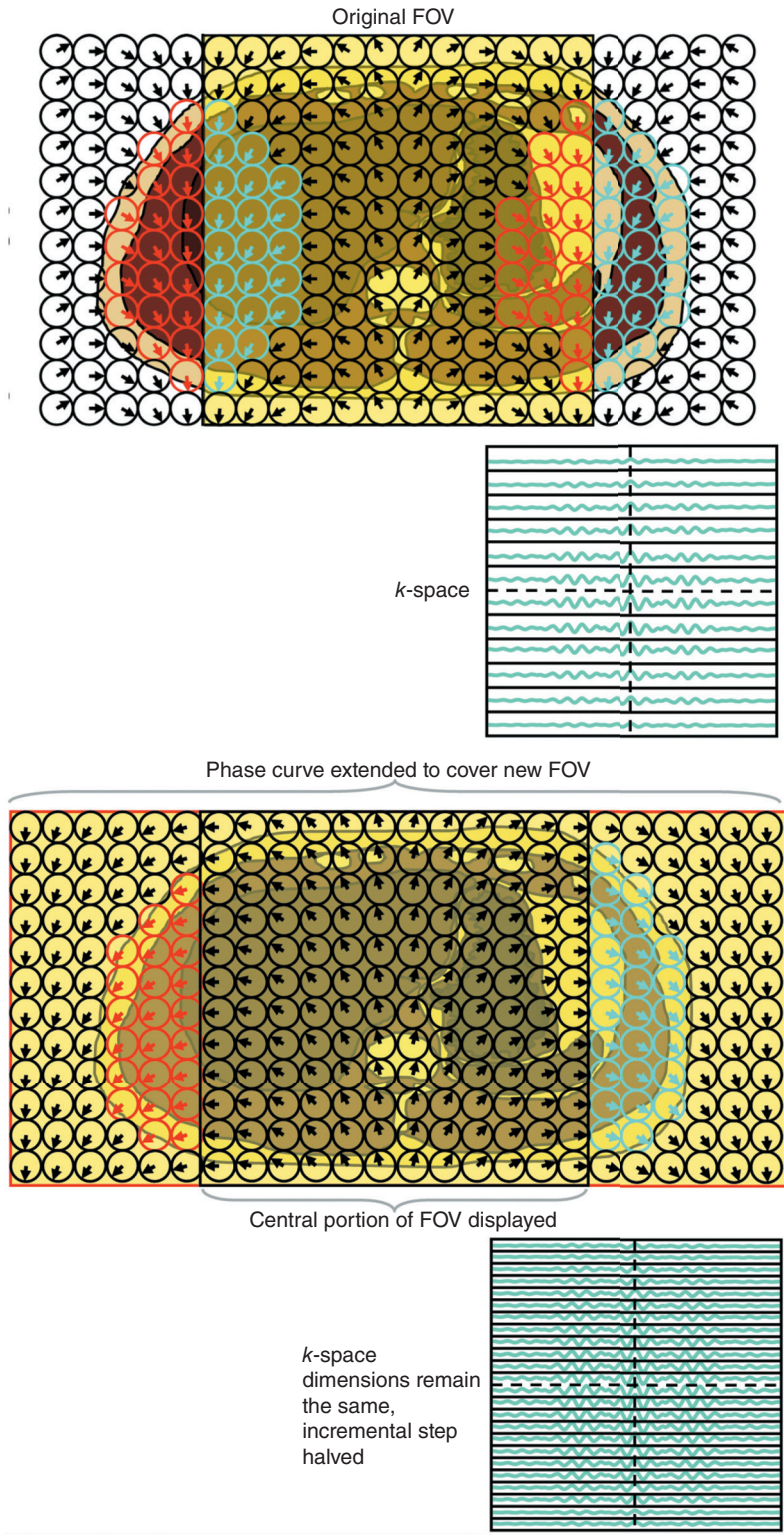 Original FOV
k-space
Phase curve extended to cover new FOV
Central portion of FOV displayed
k-space
dimensions remain
the same,
incremental step
halved